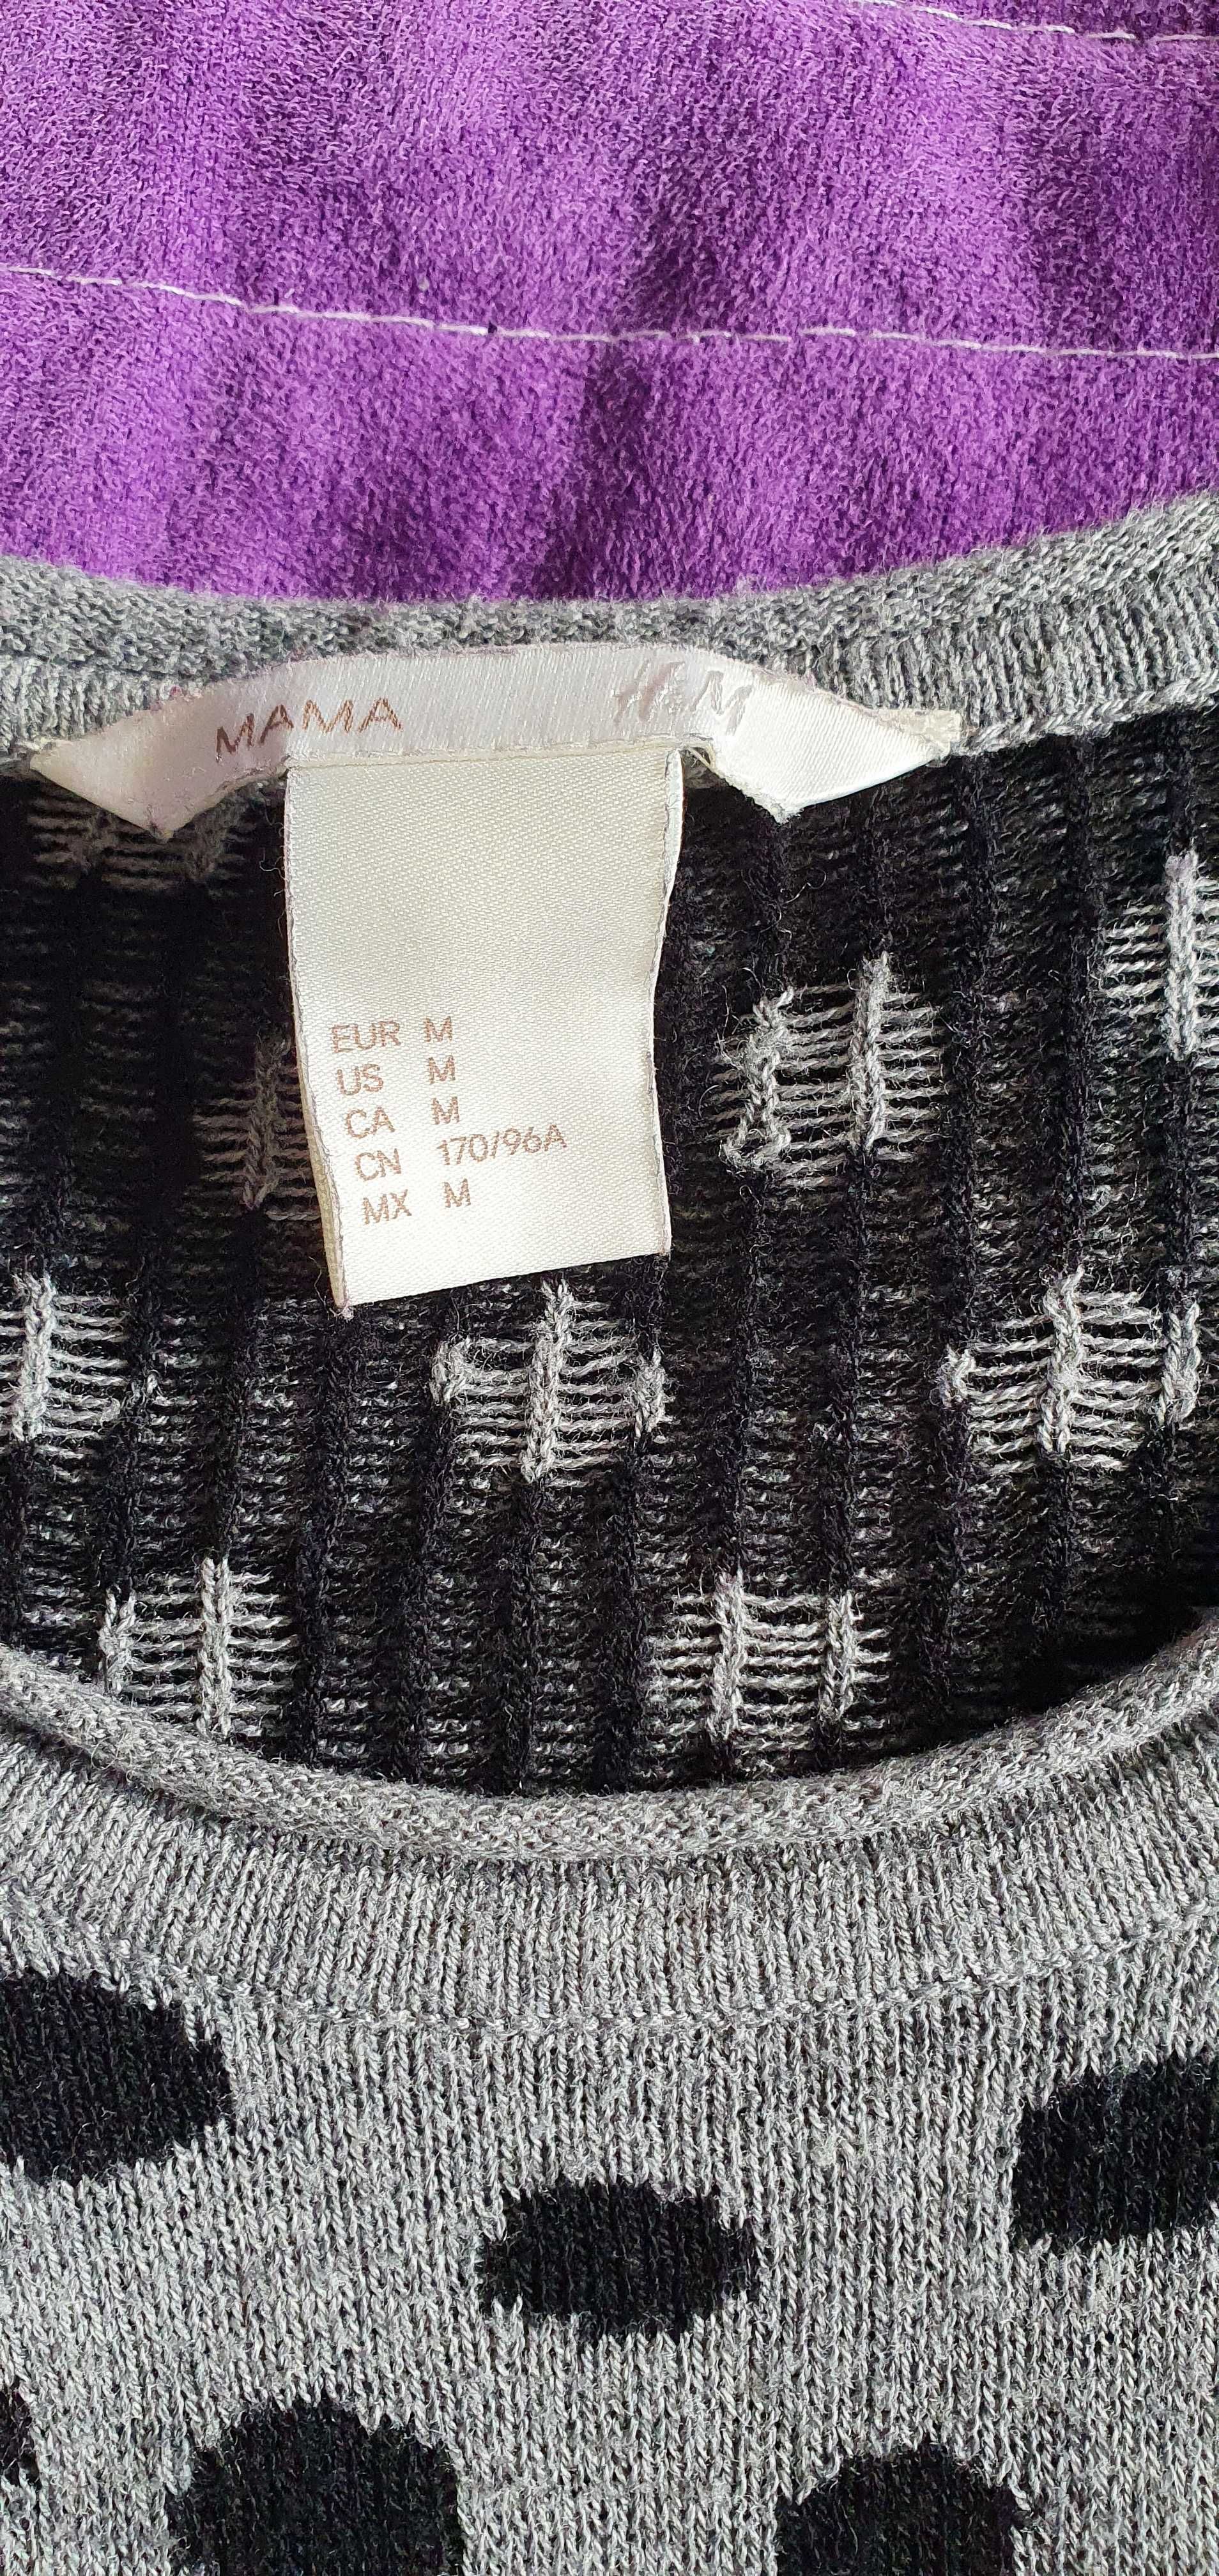 MAMA H&M
EUR M
US M
CA M
CN 170/96A
MX M